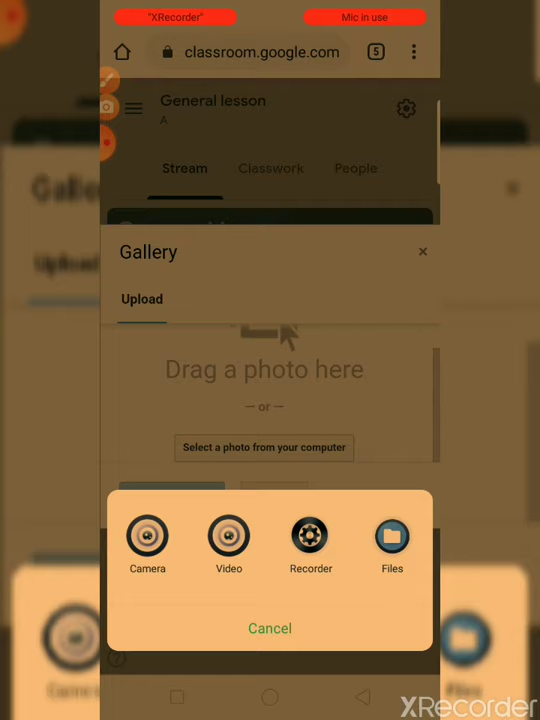 "XRecorder"
Mic in use
classroom.google.com
5
General lesson
A
Stream
Classwork
People
Gallery
×
Upload
Drag a photo here
— or —
Select a photo from your computer
Camera
Video
Recorder
Files
Cancel
XRecorder